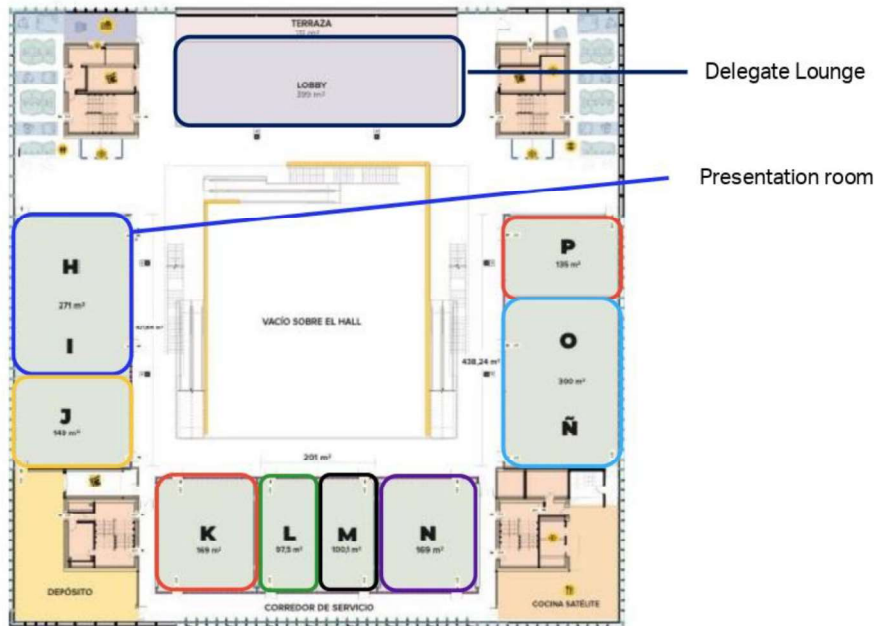 TERRAZA
LOBBY
Delegate Lounge
Presentation room
H
271 m²
I
J
P
135 m²
O
300 m²
Ñ
VACÍO SOBRE EL HALL
438,24 m²
201 m²
K
169 m²
L
97,5 m²
M
100,1 m²
N
169 m²
DEPÓSITO
CORREDOR DE SERVICIO
COCINA SATÉLITE